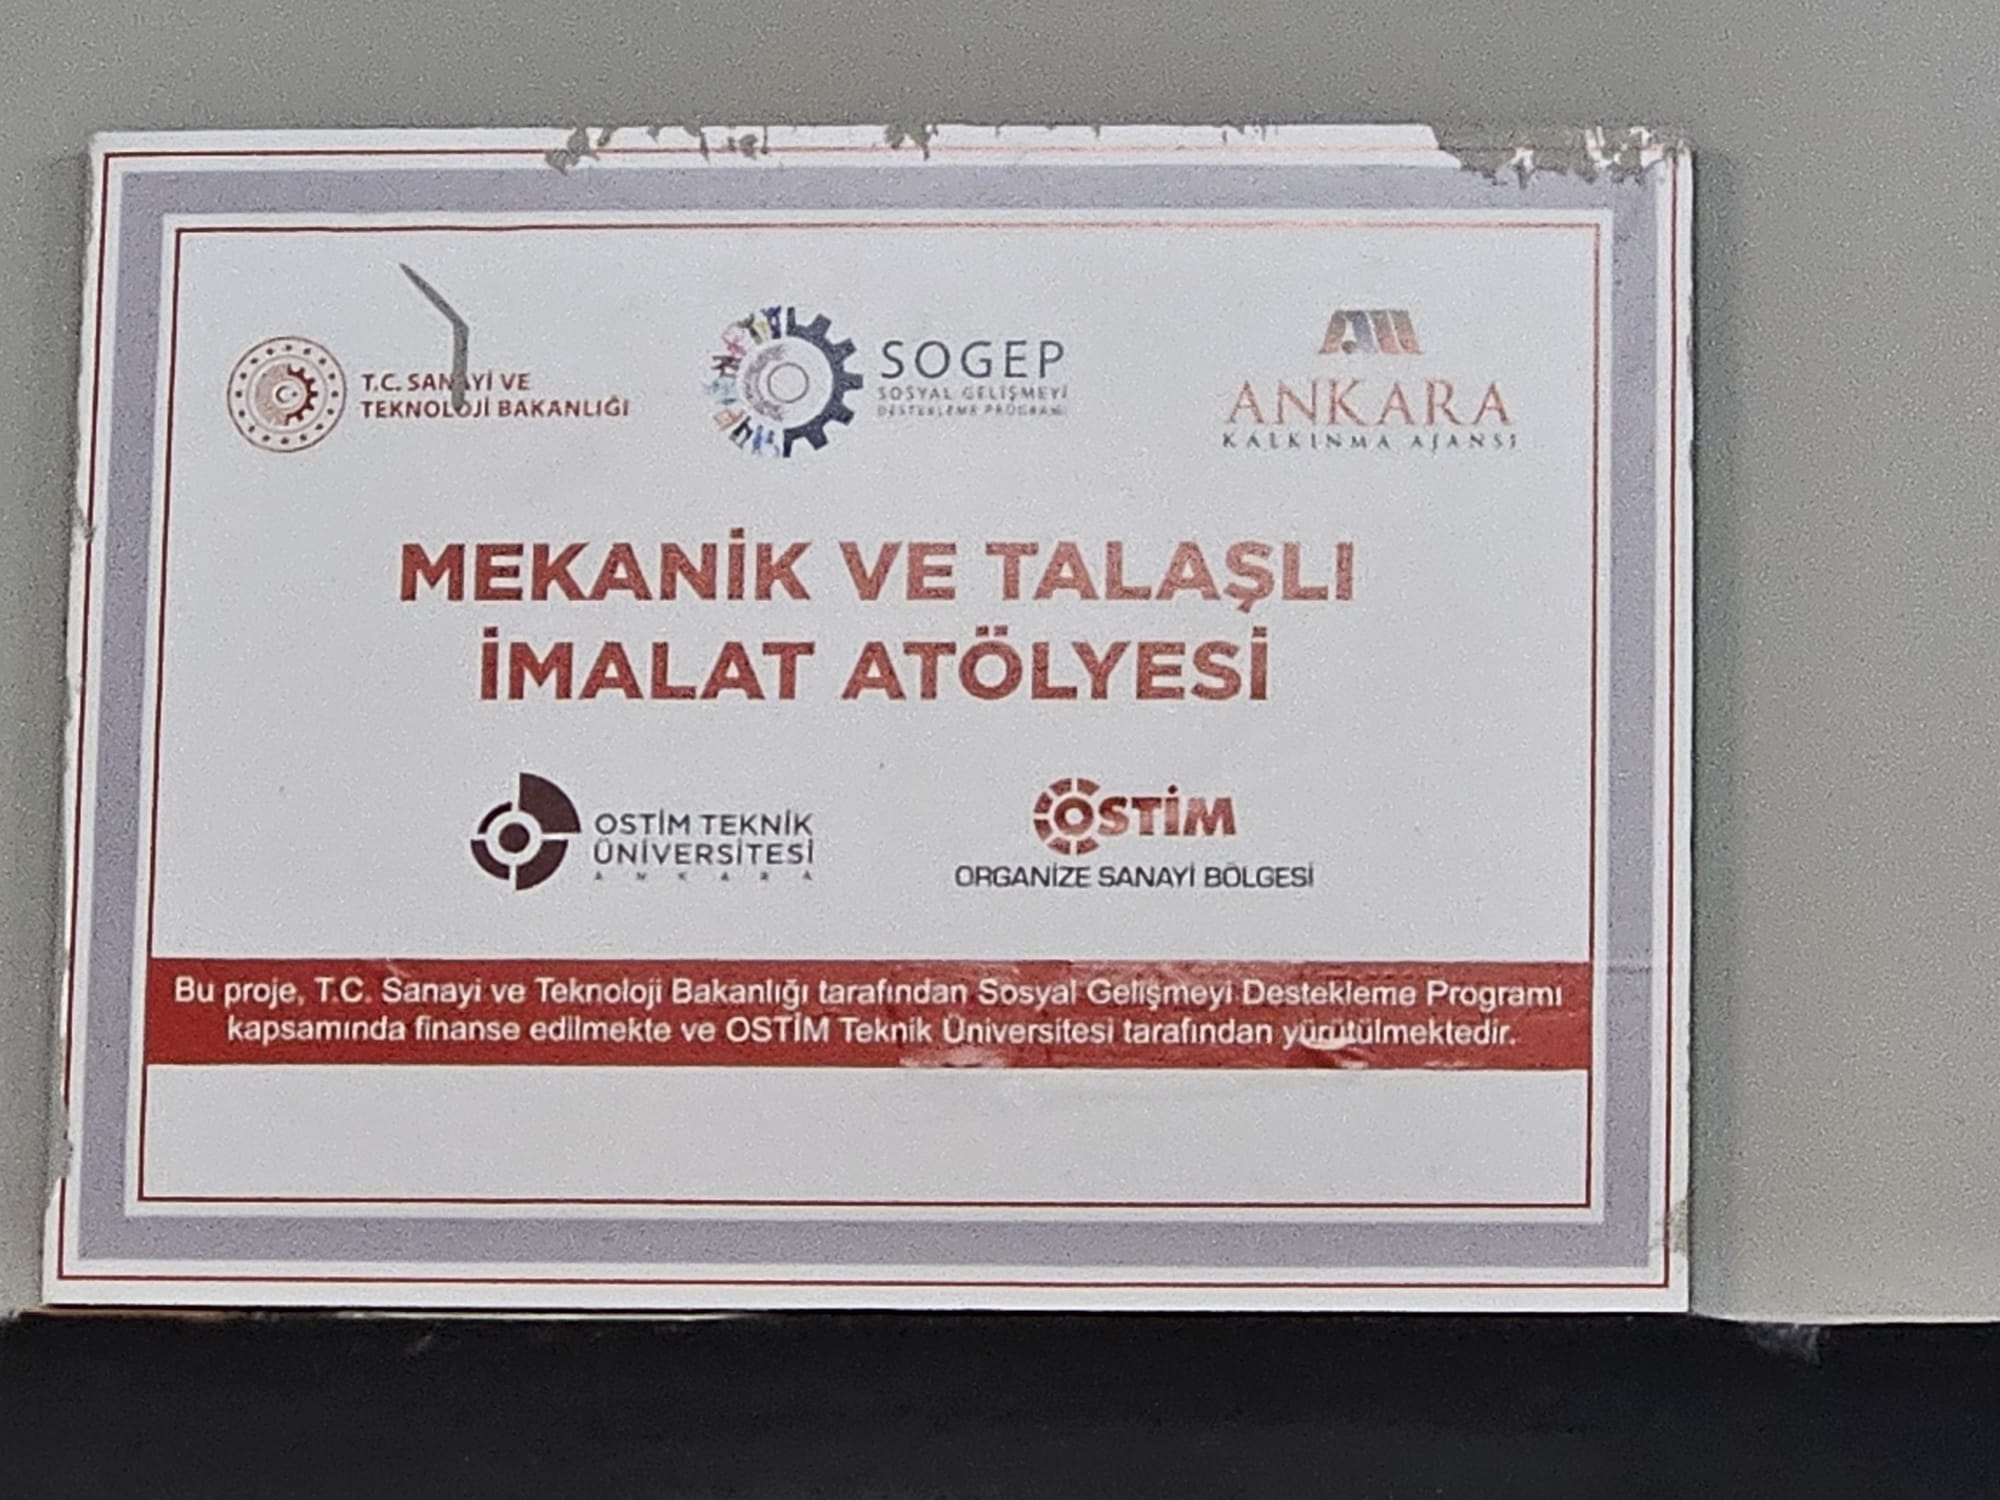 T.C. SANAYİ VE
TEKNOLOJİ BAKANLIĞI
SOGEP
SOSYAL GELİŞMEYİ
DESTEKLEME PROGRAMI
ANKARA
KALKINMA AJANSI
MEKANİK VE TALAŞLI
İMALAT ATÖLYESİ
OSTİM TEKNİK
ÜNİVERSİTESİ
ANKARA
OSTİM
ORGANİZE SANAYİ BÖLGESİ
Bu proje, T.C. Sanayi ve Teknoloji Bakanlığı tarafından Sosyal Gelişmeyi Destekleme Programı
kapsamında finanse edilmekte ve OSTİM Teknik Üniversitesi tarafından yürütülmektedir.